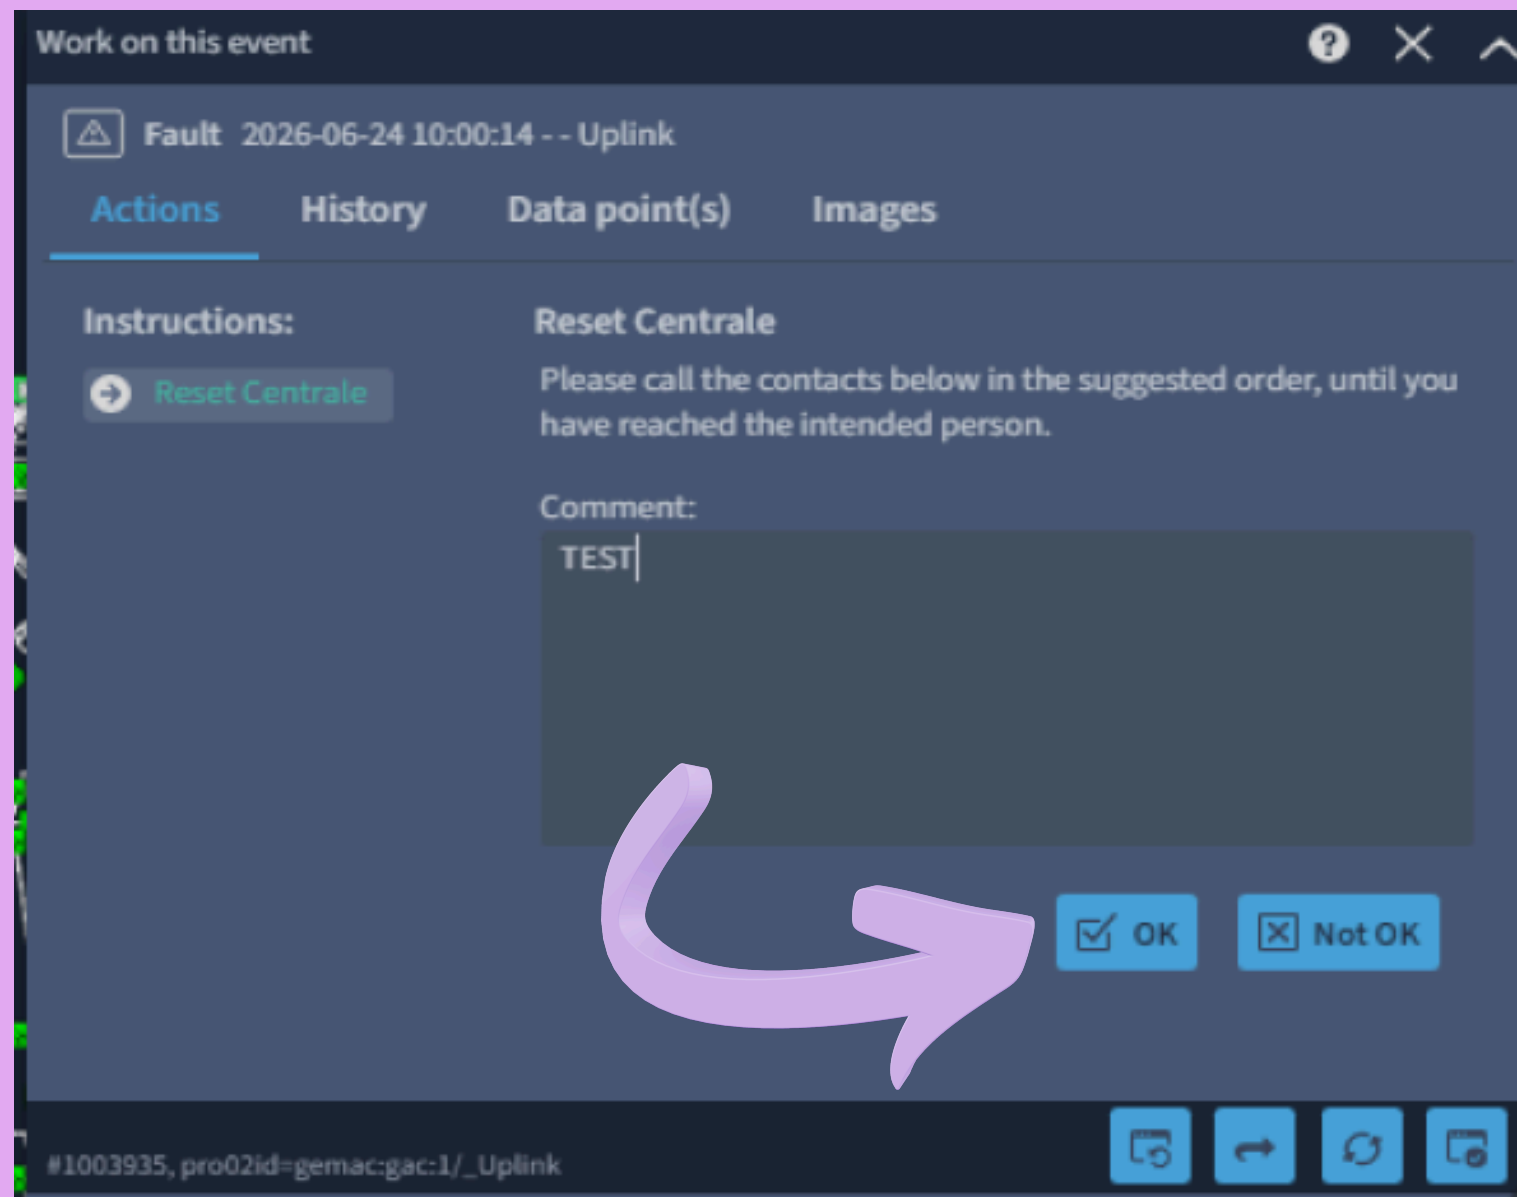 Work on this event
Fault 2026-06-24 10:00:14 - - Uplink
Actions History Data point(s) Images
Instructions:
Reset Centrale
Reset Centrale
Please call the contacts below in the suggested order, until you
have reached the intended person.
Comment:
TEST
OK Not OK
#1003935, pro02id=gemac:gac:1/_Uplink